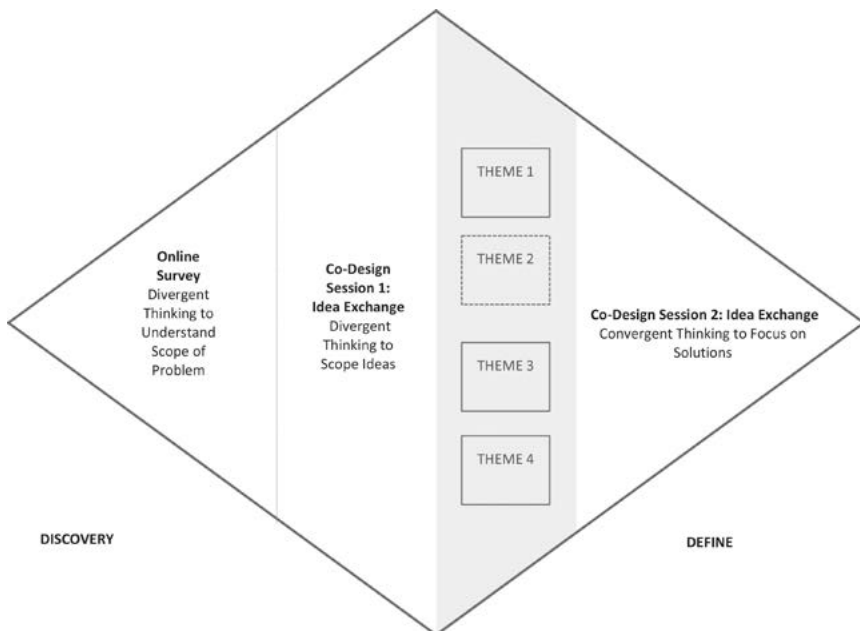 Online
Survey
Divergent
Thinking to
Understand
Scope of
Problem
Co-Design
Session 1:
Idea Exchange
Divergent
Thinking to
Scope Ideas
THEME 1
THEME 2
THEME 3
THEME 4
Co-Design Session 2: Idea Exchange
Convergent Thinking to Focus on
Solutions
DISCOVERY
DEFINE